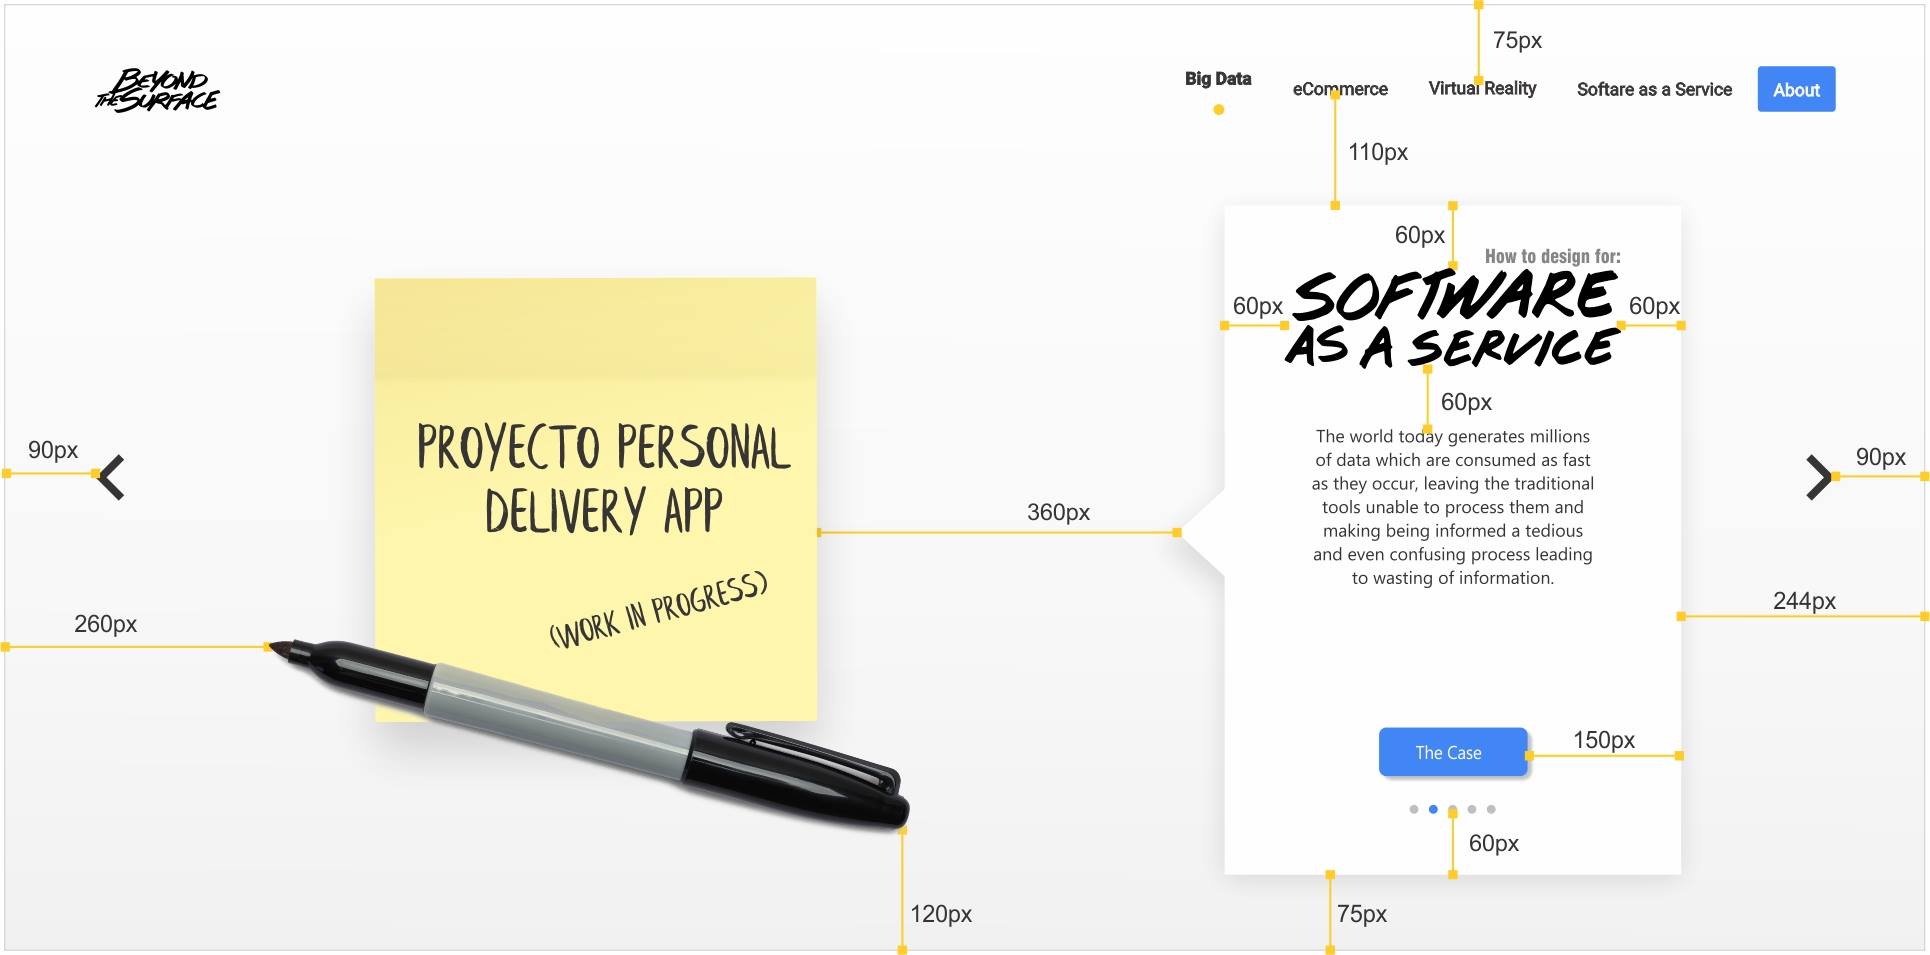 BEYOND
THE SURFACE
Big Data
eCommerce
Virtual Reality
Softare as a Service
About
75px
110px
60px
How to design for:
60px
SOFTWARE
60px
AS A SERVICE
60px
The world today generates millions
of data which are consumed as fast
as they occur, leaving the traditional
tools unable to process them and
making being informed a tedious
and even confusing process leading
to wasting of information.
PROYECTO PERSONAL
DELIVERY APP
(WORK IN PROGRESS)
90px
90px
360px
260px
244px
The Case
150px
60px
120px
75px